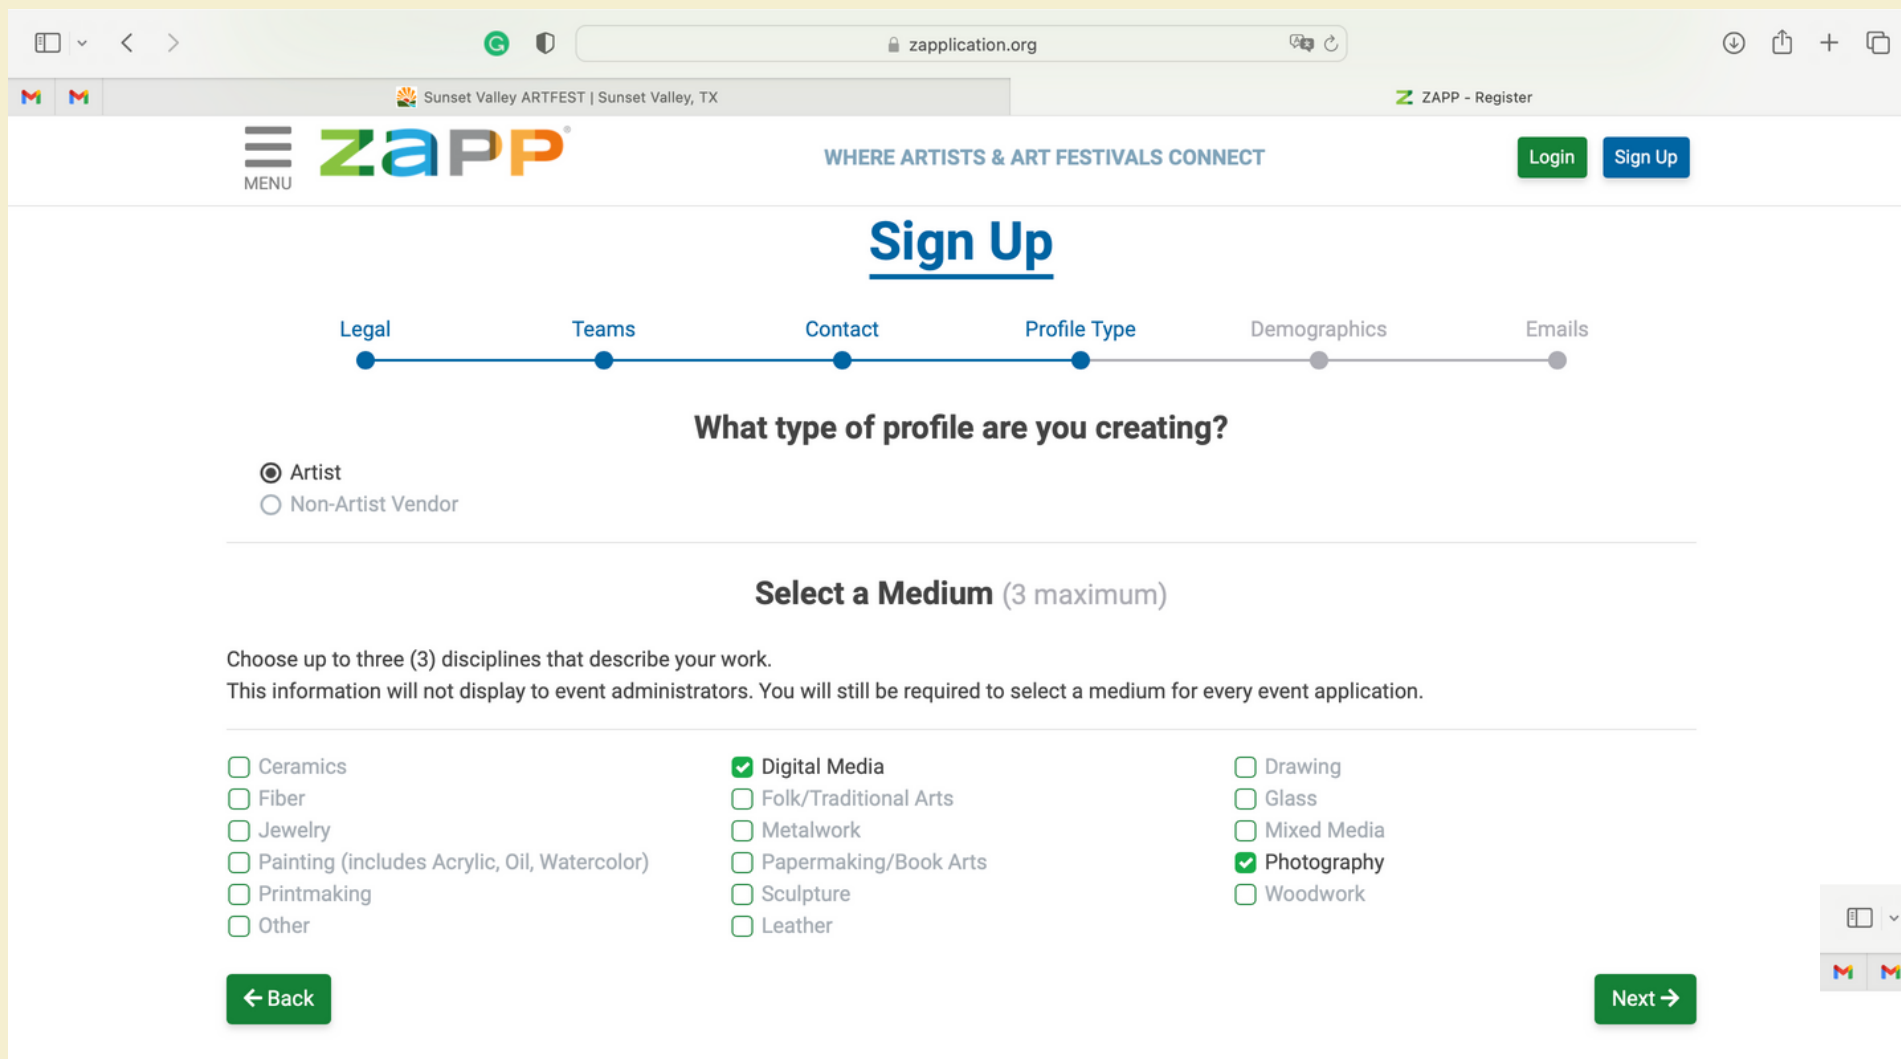 zapplication.org
Sunset Valley ARTFEST | Sunset Valley, TX
ZAPP - Register
MENU
zapp®
WHERE ARTISTS & ART FESTIVALS CONNECT
Login
Sign Up
Sign Up
Legal
Teams
Contact
Profile Type
Demographics
Emails
What type of profile are you creating?
Artist
Non-Artist Vendor
Select a Medium (3 maximum)
Choose up to three (3) disciplines that describe your work.
This information will not display to event administrators. You will still be required to select a medium for every event application.
Ceramics
Digital Media
Drawing
Fiber
Folk/Traditional Arts
Glass
Jewelry
Metalwork
Mixed Media
Painting (includes Acrylic, Oil, Watercolor)
Papermaking/Book Arts
Photography
Printmaking
Sculpture
Woodwork
Other
Leather
← Back
Next →